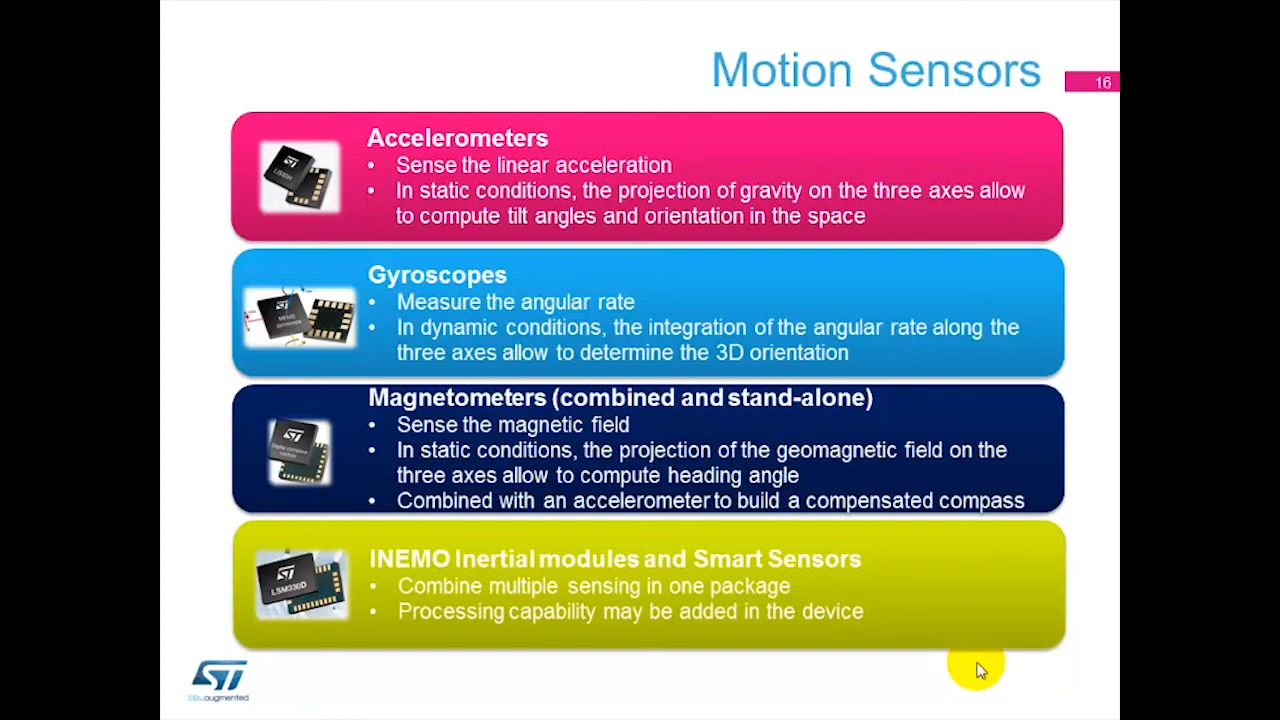 Motion Sensors
16
Accelerometers
• Sense the linear acceleration
• In static conditions, the projection of gravity on the three axes allow
to compute tilt angles and orientation in the space
Gyroscopes
• Measure the angular rate
• In dynamic conditions, the integration of the angular rate along the
three axes allow to determine the 3D orientation
Magnetometers (combined and stand-alone)
• Sense the magnetic field
• In static conditions, the projection of the geomagnetic field on the
three axes allow to compute heading angle
• Combined with an accelerometer to build a compensated compass
LSM330D
INEMO Inertial modules and Smart Sensors
• Combine multiple sensing in one package
• Processing capability may be added in the device
ST
life.augmented